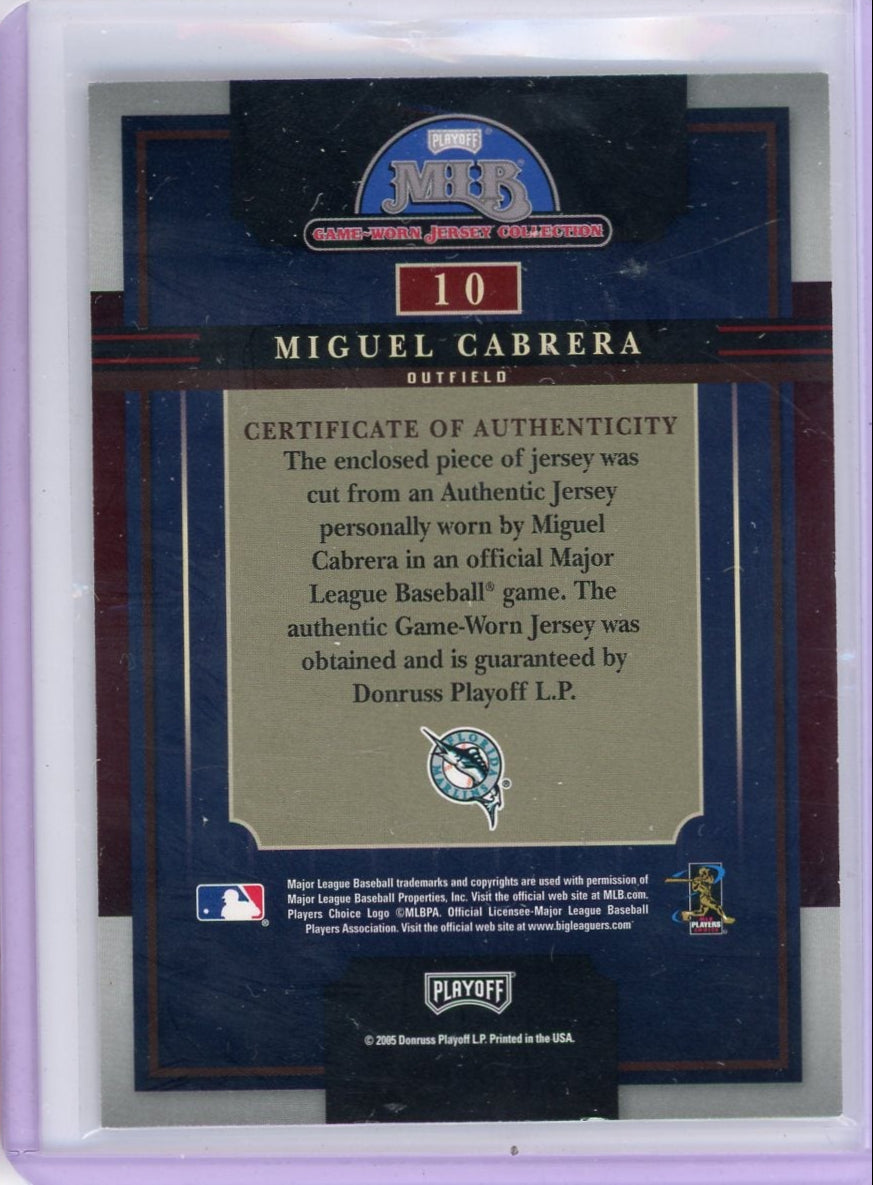 PLAYOFF
MLB
GAME-WORN JERSEY COLLECTION
10
MIGUEL CABRERA
OUTFIELD
CERTIFICATE OF AUTHENTICITY
The enclosed piece of jersey was
cut from an Authentic Jersey
personally worn by Miguel
Cabrera in an official Major
League Baseball® game. The
authentic Game-Worn Jersey was
obtained and is guaranteed by
Donruss Playoff L.P.
FLORIDA
MARLINS
Major League Baseball trademarks and copyrights are used with permission of
Major League Baseball Properties, Inc. Visit the official web site at MLB.com.
Players Choice Logo ©MLBPA. Official Licensee-Major League Baseball
Players Association. Visit the official web site at www.bigleaguers.com
MLB
PLAYERS
CHOICE
PLAYOFF
© 2005 Donruss Playoff L.P. Printed in the USA.